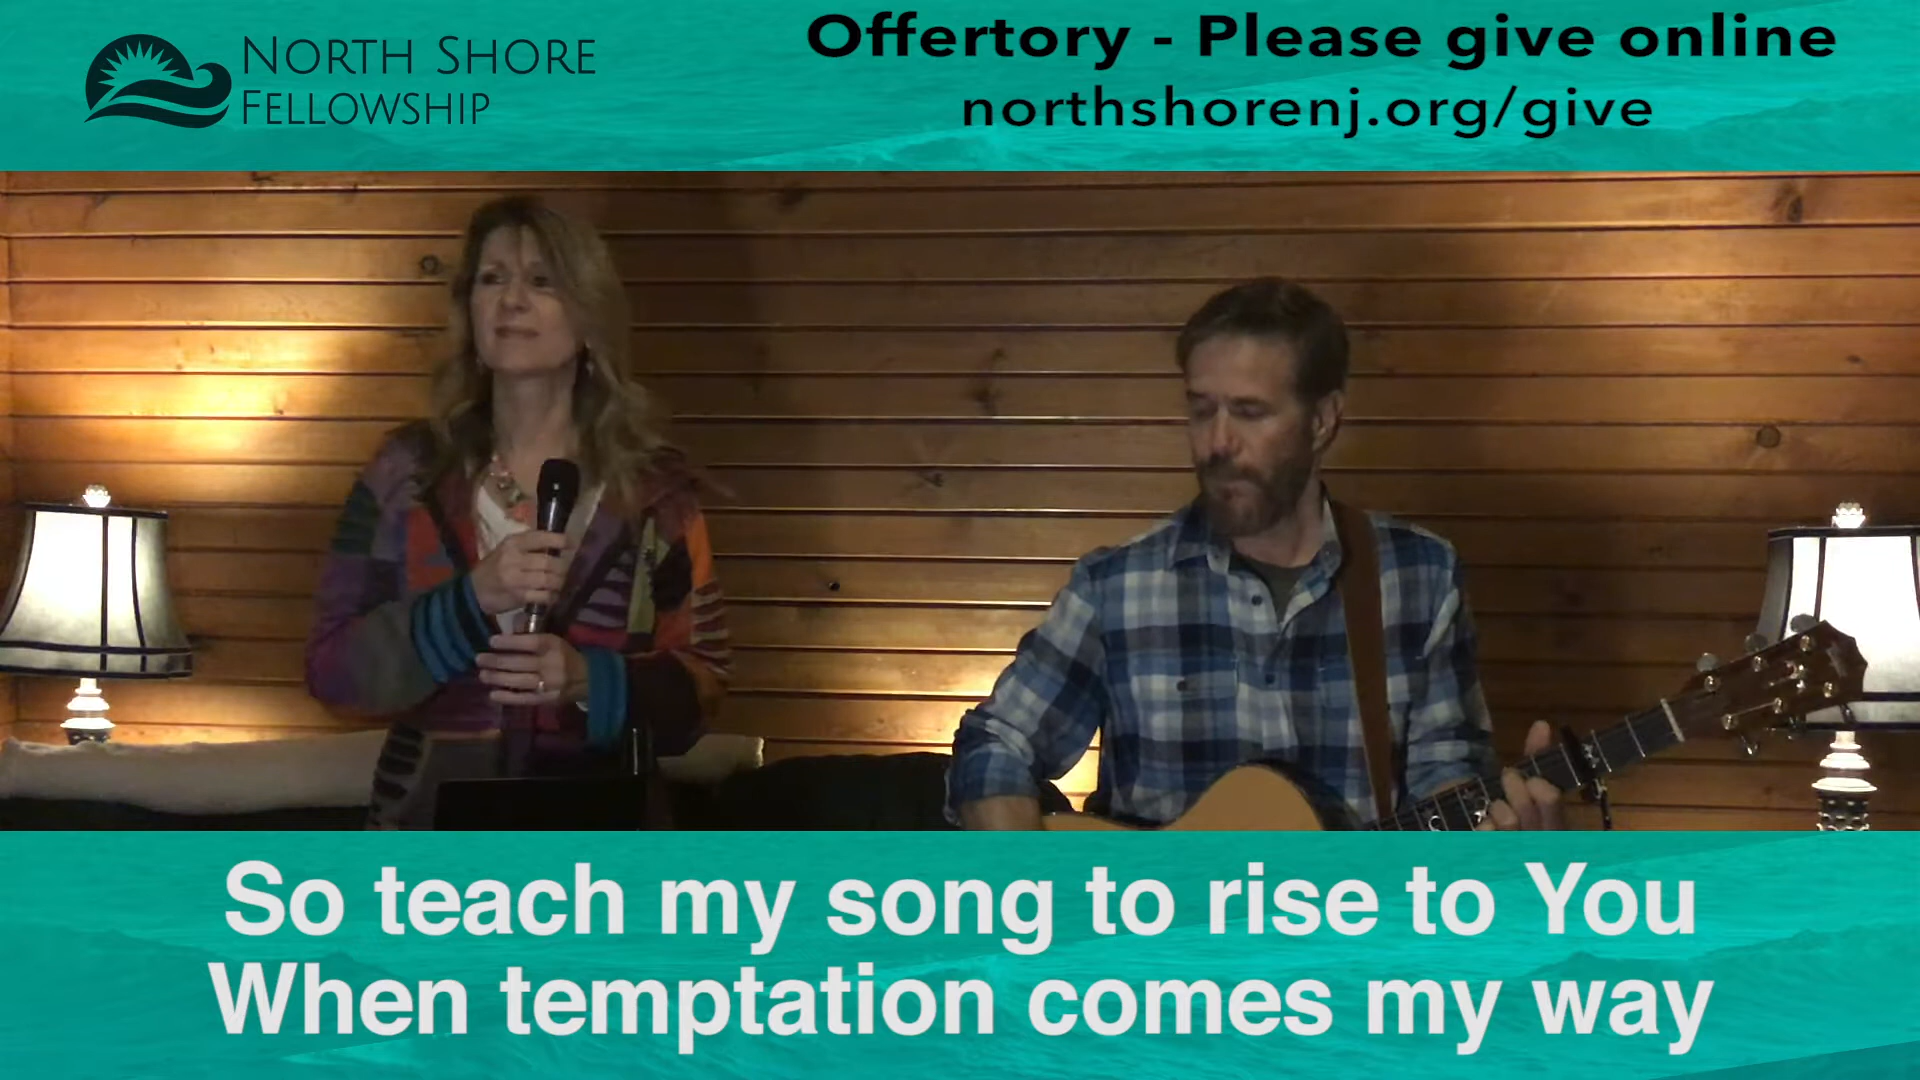 North Shore
Fellowship
Offertory - Please give online
northshorenj.org/give
So teach my song to rise to You
When temptation comes my way